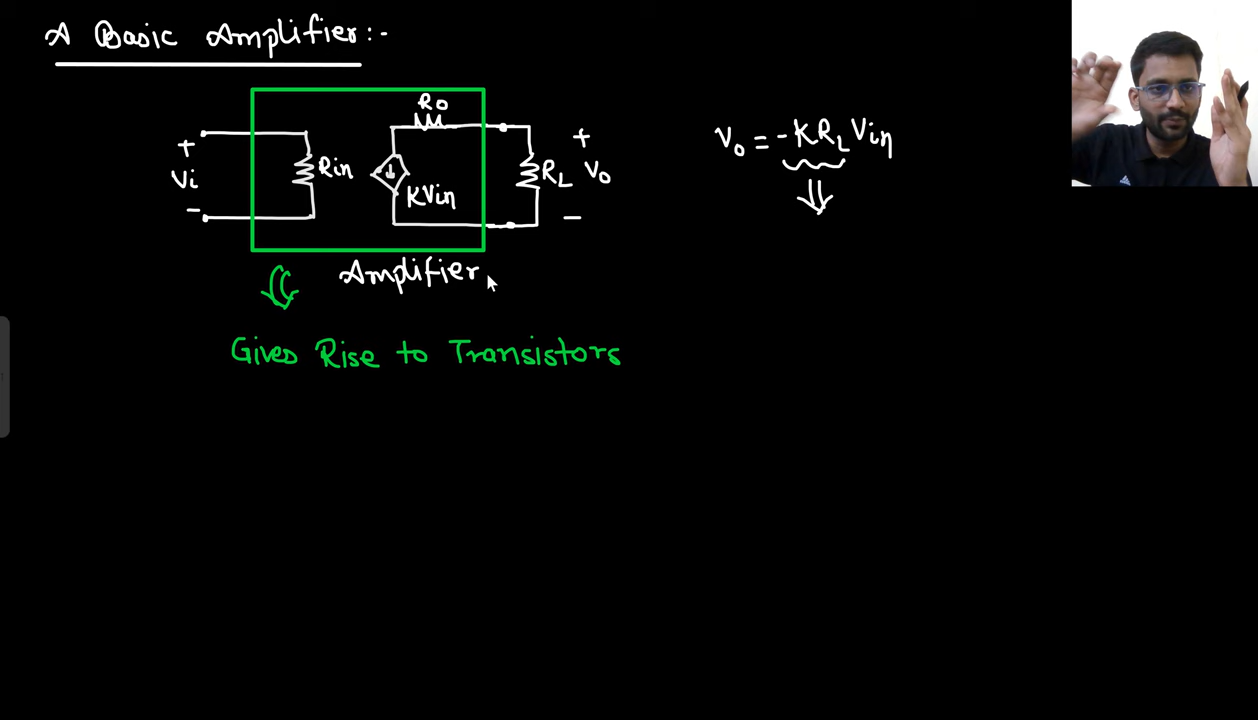 A Basic Amplifier:-
Ro
+
Vi
-
Rin
KVin
RL
+
Vo
-
Vo = -KRL Vin
Amplifier
Gives Rise to Transistors